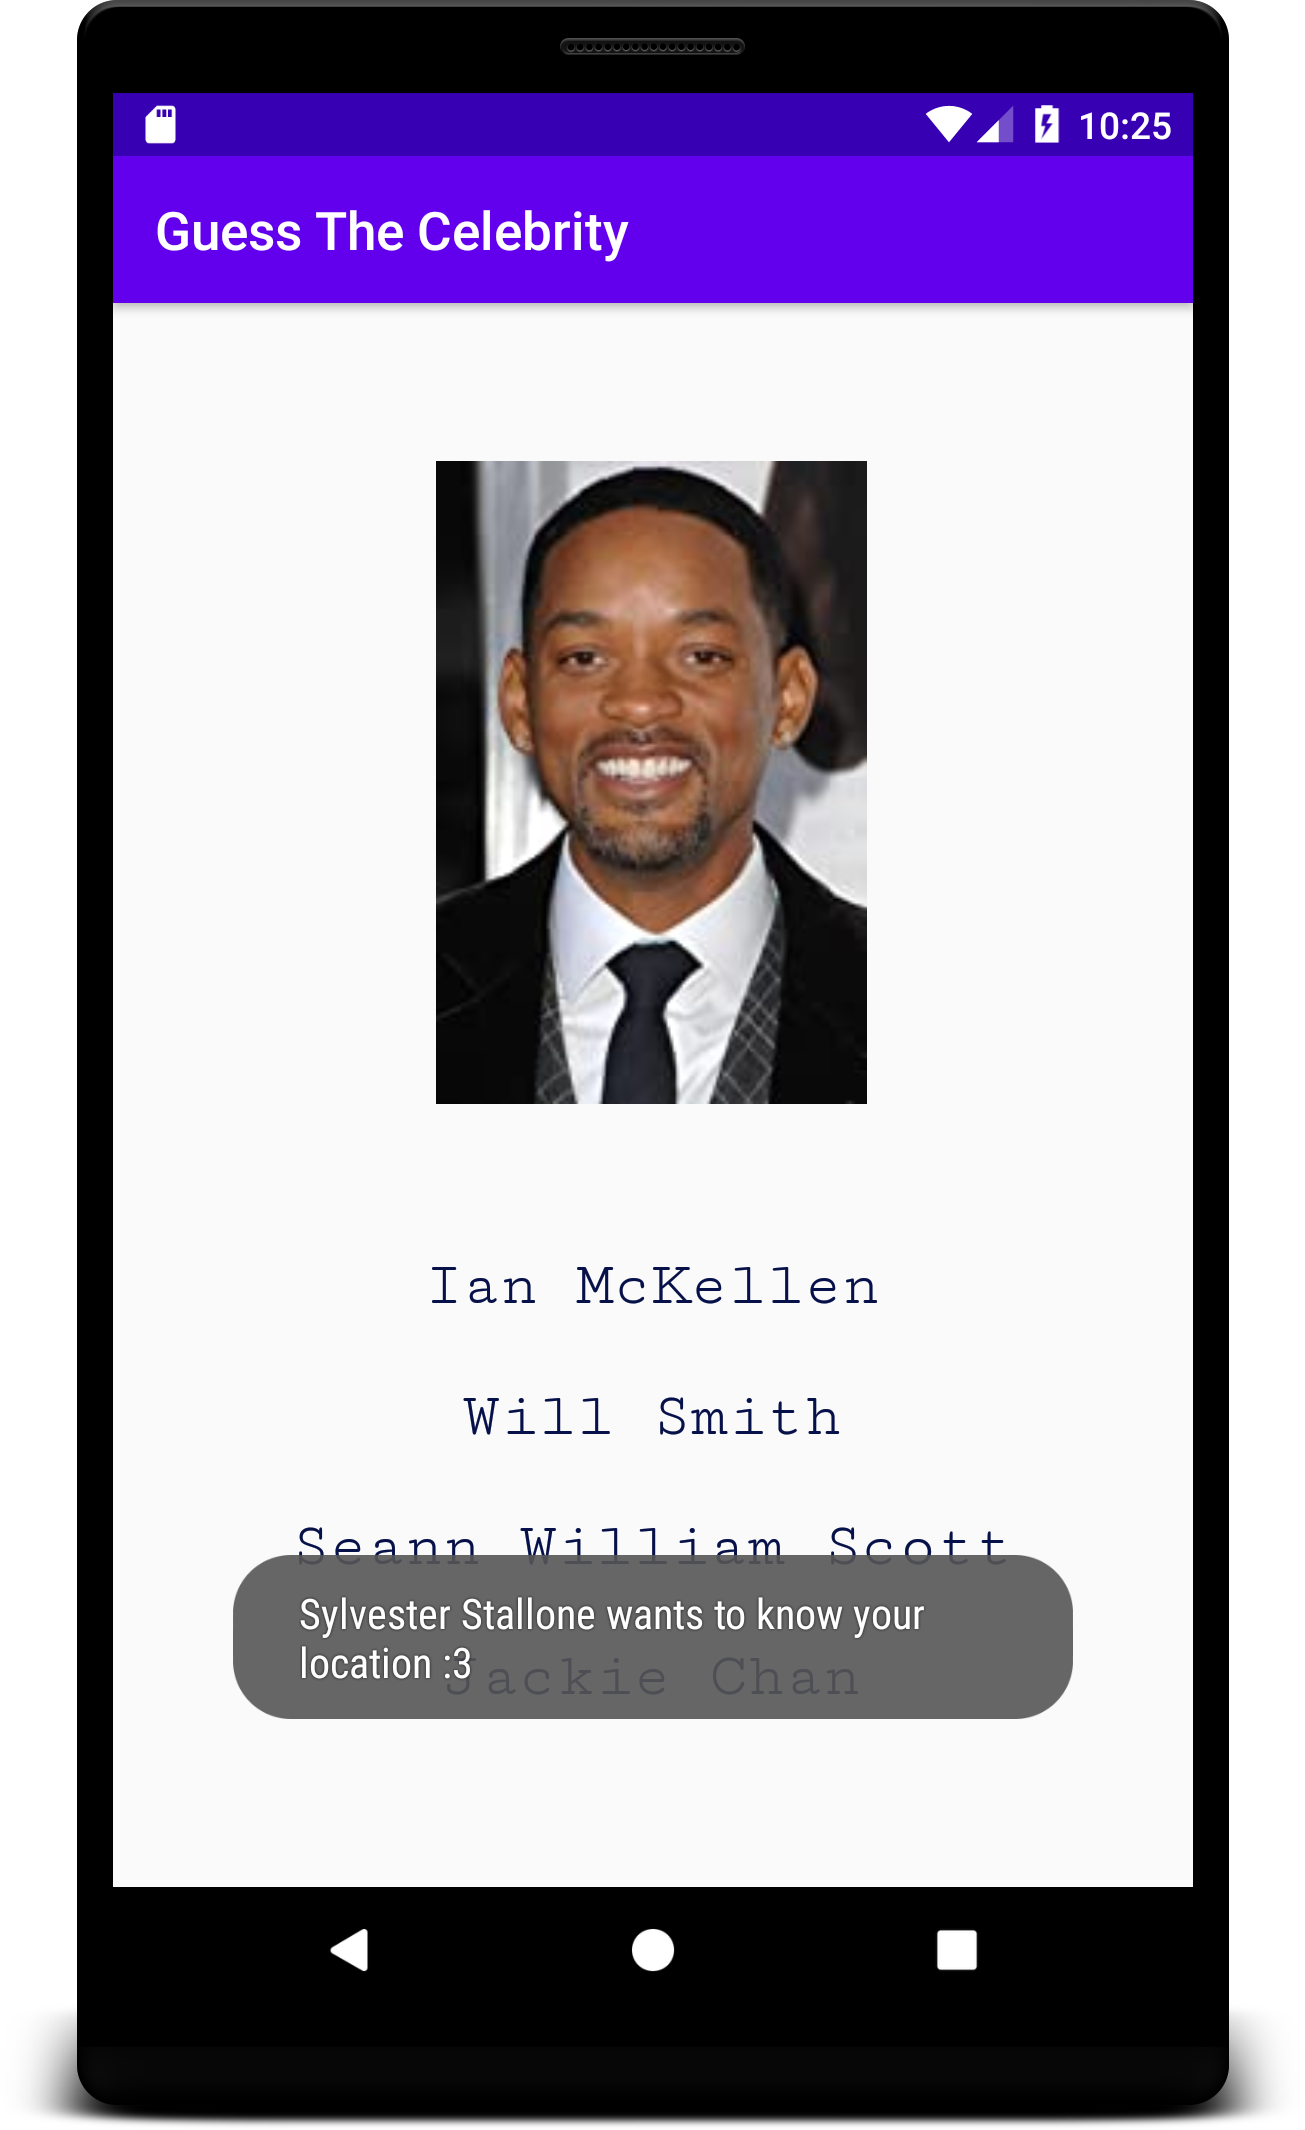 10:25
Guess The Celebrity
Ian McKellen
Will Smith
Seann William Scott
Sylvester Stallone wants to know your
location :3
Jackie Chan